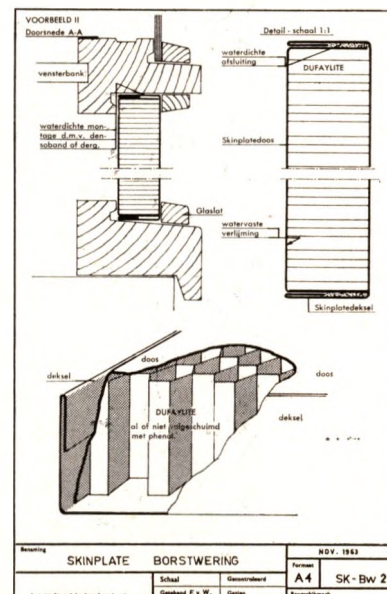 VOORBEELD II
Doorsnede A-A
vensterbank
waterdichte mon-
tage d.m.v. den-
soband of derg.
Glaslat
Detail - schaal 1:1
waterdichte
afsluiting
DUFAYLITE
Skinplatedoos
watervaste
verlijming
Skinplatedeksel
deksel
doos
doos
DUFAYLITE
al of niet volgeschuimd
met phenol.
deksel
Benaming
SKINPLATE BORSTWERING
NOV. 1963
Formaat
A4
SK-Bw 2
Schaal
Gecontroleerd
Getekend F.v W.
Gezien